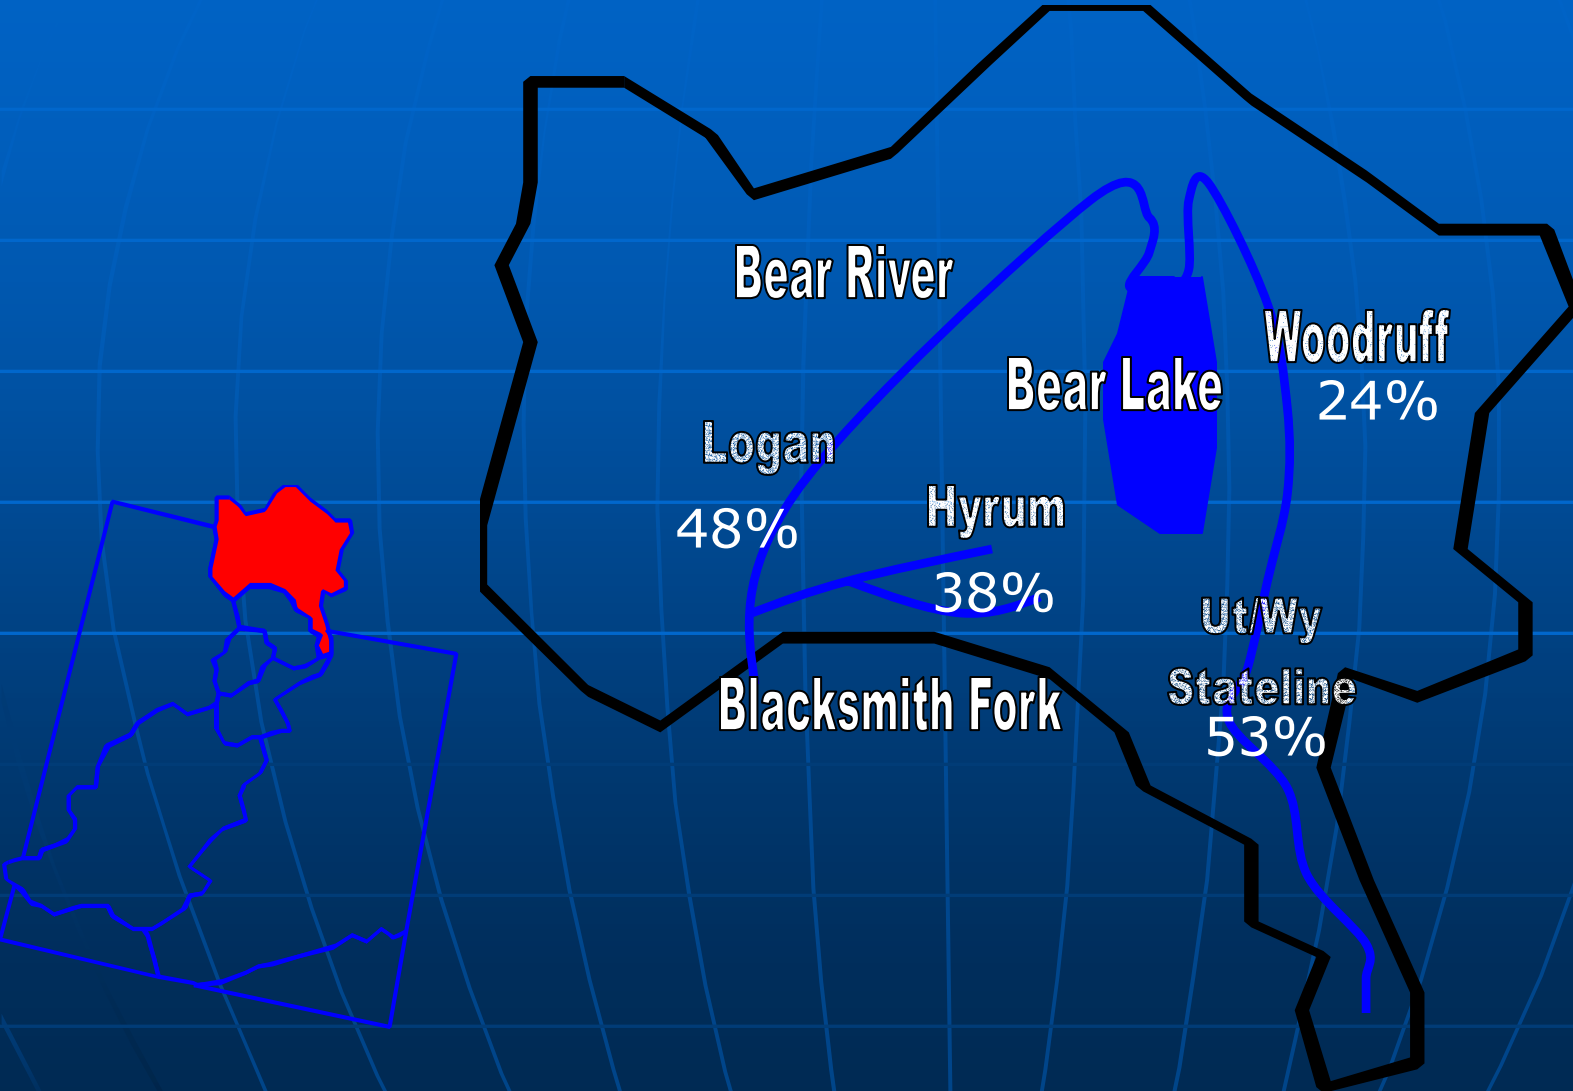 Bear River
Woodruff
24%
Bear Lake
Logan
48%
Hyrum
38%
Ut/Wy
Stateline
53%
Blacksmith Fork